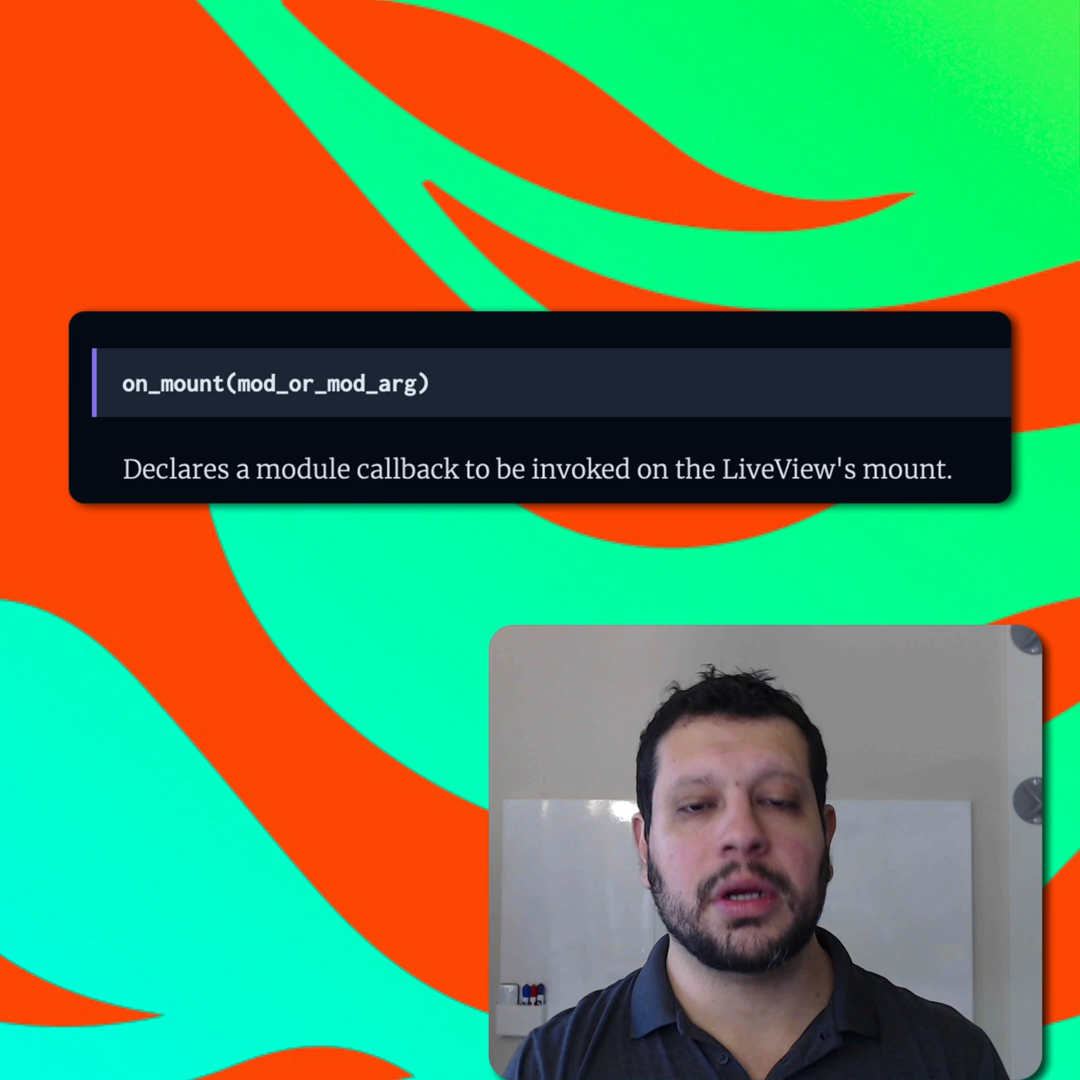 on_mount(mod_or_mod_arg)
Declares a module callback to be invoked on the LiveView's mount.